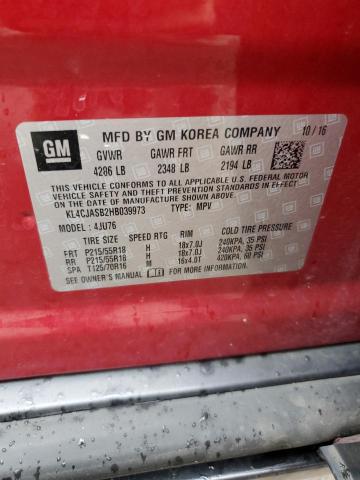 GM
MFD BY GM KOREA COMPANY 10/16
GVWR GAWR FRT GAWR RR
4286 LB 2348 LB 2194 LB
THIS VEHICLE CONFORMS TO ALL APPLICABLE U.S. FEDERAL MOTOR
VEHICLE SAFETY AND THEFT PREVENTION STANDARDS IN EFFECT ON
THE DATE OF MANUFACTURE SHOWN ABOVE.
KL4CJASB2HB039973 TYPE: MPV
MODEL: 4JU76
TIRE SIZE SPEED RTG RIM COLD TIRE PRESSURE
FRT P215/55R18 H 18x7.0J 240KPA, 35 PSI
RR P215/55R18 H 18x7.0J 240KPA, 35 PSI
SPA T125/70R16 M 16x4.0T 420KPA, 60 PSI
SEE OWNER'S MANUAL FOR MORE INFORMATION.